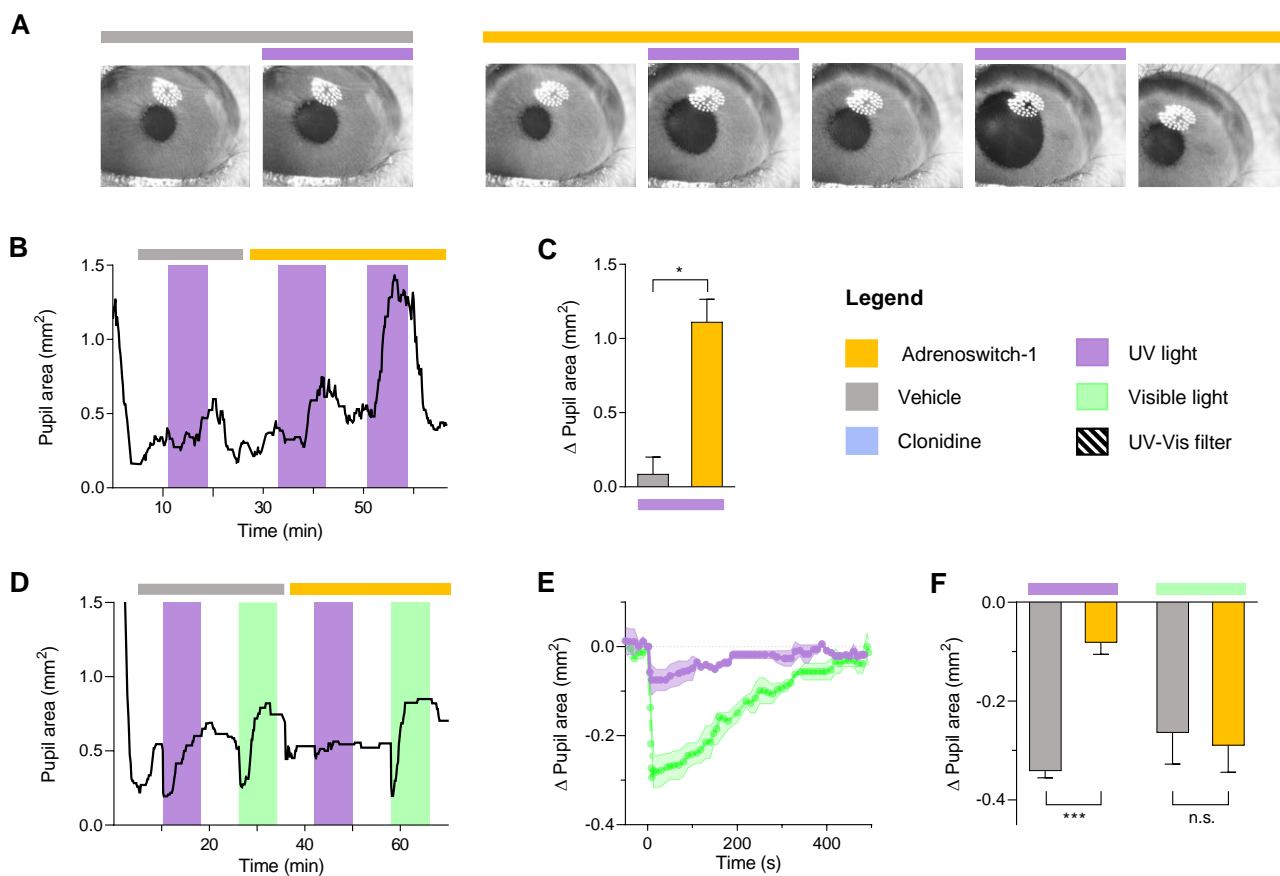 A
B
1.5
1.0
0.5
0.0
Pupil area (mm²)
10
30
50
Time (min)
C
1.5
1.0
0.5
0.0
Δ Pupil area (mm²)
*
Legend
Adrenoswitch-1
Vehicle
Clonidine
UV light
Visible light
UV-Vis filter
D
1.5
1.0
0.5
0.0
Pupil area (mm²)
20
40
60
Time (min)
E
0.0
-0.2
-0.4
Δ Pupil area (mm²)
0
200
400
Time (s)
F
0.0
-0.2
-0.4
Δ Pupil area (mm²)
***
n.s.